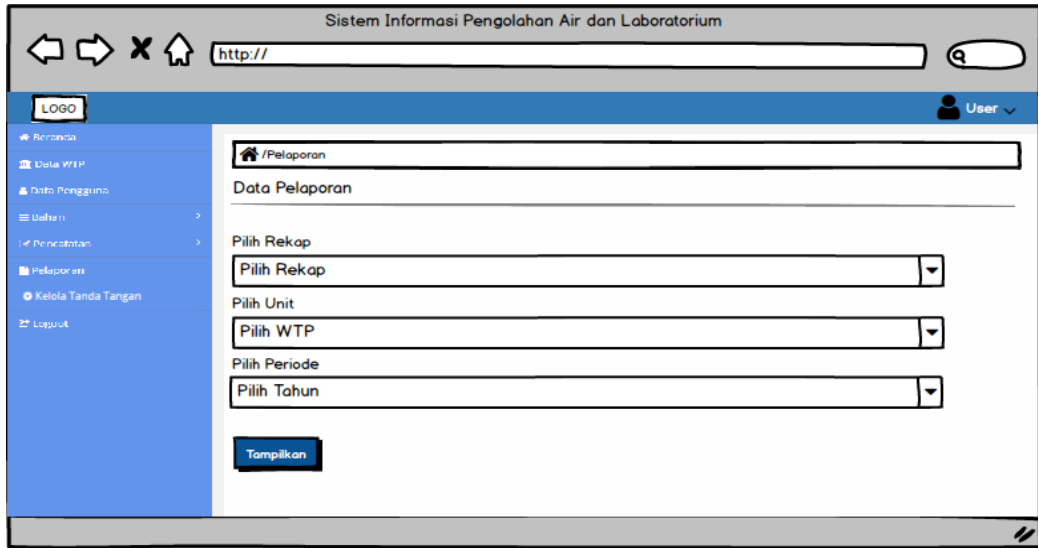 Sistem Informasi Pengolahan Air dan Laboratorium
http://
LOGO
User
Beranda
Data WTP
Data Pengguna
Bahan
Pencatatan
Pelaporan
Kelola Tanda Tangan
Logout
/Pelaporan
Data Pelaporan
Pilih Rekap
Pilih Rekap
Pilih Unit
Pilih WTP
Pilih Periode
Pilih Tahun
Tampilkan